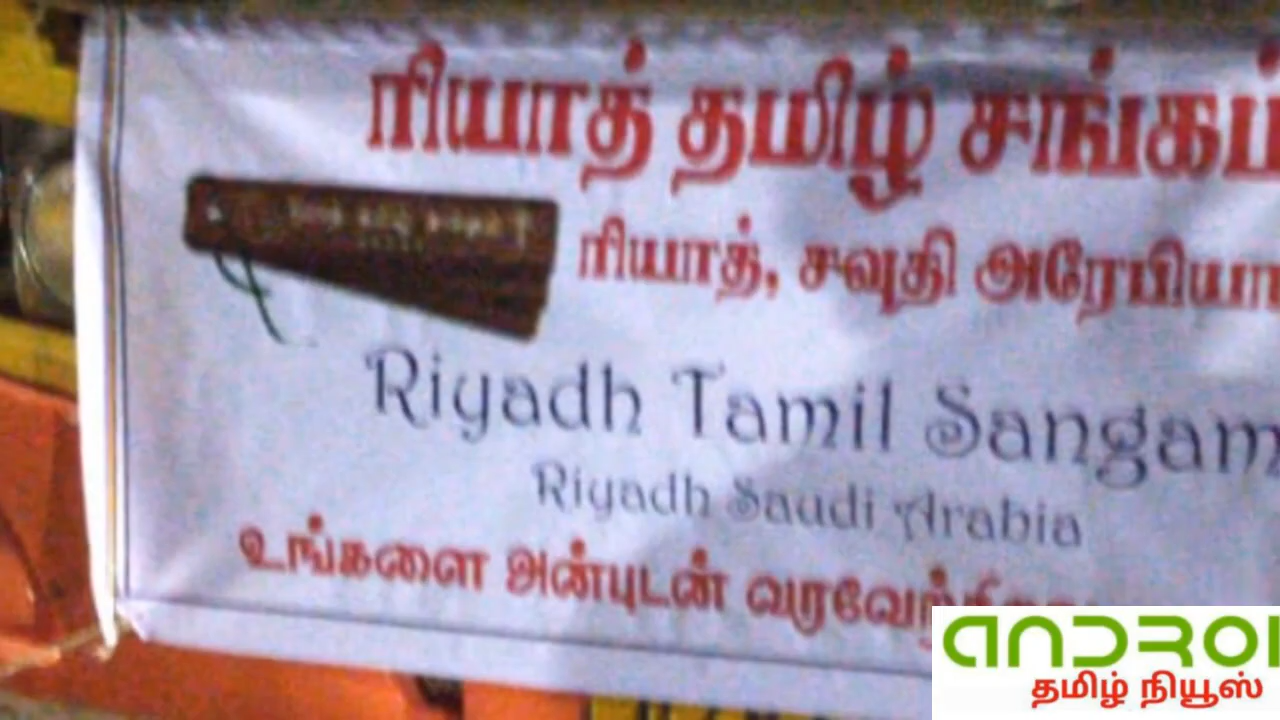 ரியாத் தமிழ் சங்கம்
ரியாத், சவுதி அரேபியா
Riyadh Tamil Sangam
Riyadh Saudi Arabia
உங்களை அன்புடன்
ANDROI
தமிழ் நியூஸ்